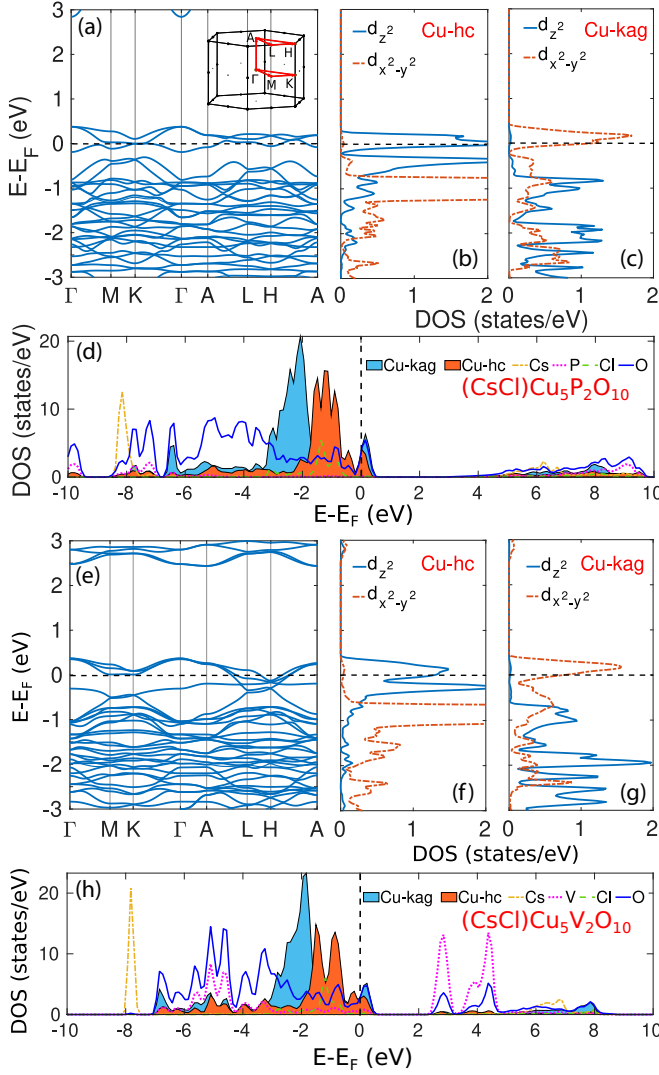 (a)
3
2
1
0
-1
-2
-3
E-E_F (eV)
Γ M K Γ A L H A
A
L H
Γ
M K
d_z² Cu-hc
d_x²-y²
(b)
0 1 2
d_z² Cu-kag
d_x²-y²
(c)
0 1 2
DOS (states/eV)
(d)
DOS (states/eV)
20
10
0
Cu-kag Cu-hc Cs P Cl O
(CsCl)Cu₅P₂O₁₀
-10 -8 -6 -4 -2 0 2 4 6 8 10
E-E_F (eV)
(e)
3
2
1
0
-1
-2
-3
E-E_F (eV)
Γ M K Γ A L H A
d_z² Cu-hc
d_x²-y²
(f)
0 1 2
d_z² Cu-kag
d_x²-y²
(g)
0 1 2
DOS (states/eV)
(h)
DOS (states/eV)
20
10
0
Cu-kag Cu-hc Cs V Cl O
(CsCl)Cu₅V₂O₁₀
-10 -8 -6 -4 -2 0 2 4 6 8 10
E-E_F (eV)